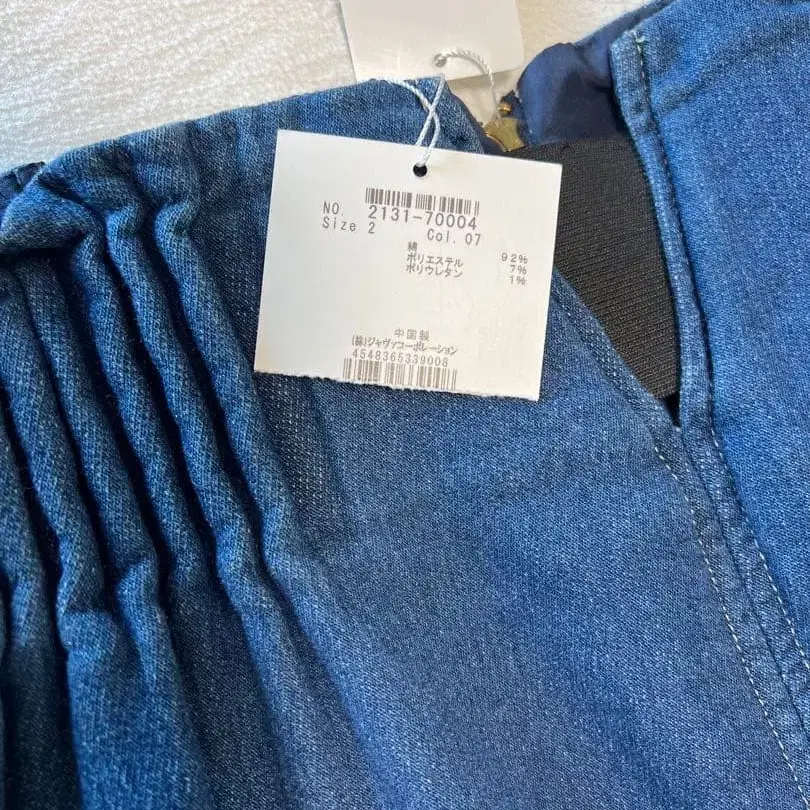 NO. 2131-70004
Size 2 Col.07
綿 92%
ポリエステル 7%
ポリウレタン 1%
中国製
(株)ジャヴァコーポレーション
4548365339008